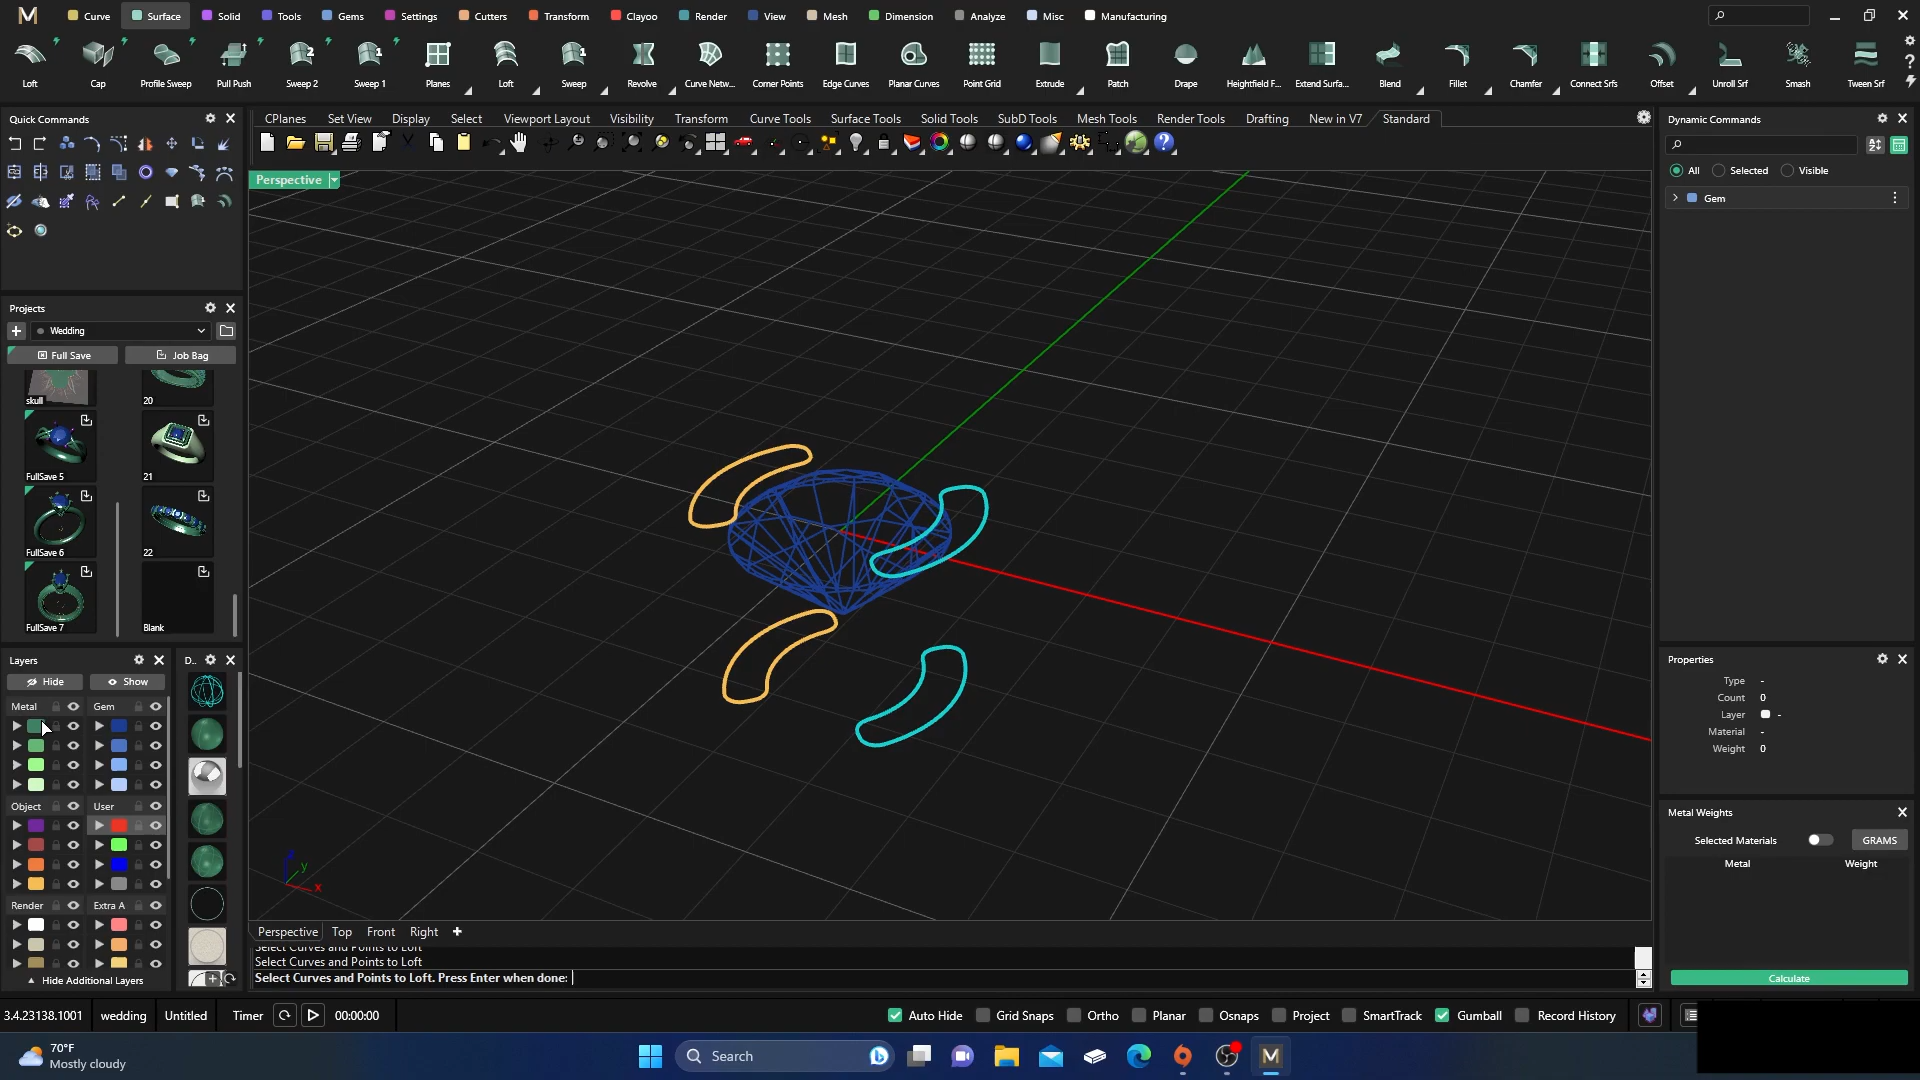 M Curve Surface Solid Tools Gems Settings Cutters Transform Clayoo Render View Mesh Dimension Analyze Misc Manufacturing
Loft Cap Profile Sweep Pull Push Sweep 2 Sweep 1 Planes Loft Sweep Revolve Curve Netw... Corner Points Edge Curves Planar Curves Point Grid Extrude Patch Drape Heightfield F... Extend Surfa... Blend Fillet Chamfer Connect Srfs Offset Unroll Srf Smash Tween Srf
Quick Commands
CPlanes Set View Display Select Viewport Layout Visibility Transform Curve Tools Surface Tools Solid Tools SubD Tools Mesh Tools Render Tools Drafting New in V7 Standard
Perspective
Projects
Wedding
Full Save Job Bag
skull 20
FullSave 5 21
FullSave 6 22
FullSave 7 Blank
Layers D..
Hide Show
Metal Gem
Object User
Render Extra A
Hide Additional Layers
z
y
x
Perspective Top Front Right
Select Curves and Points to Loft
Select Curves and Points to Loft
Select Curves and Points to Loft. Press Enter when done:
Dynamic Commands
All Selected Visible
Gem
Properties
Type -
Count 0
Layer -
Material -
Weight 0
Metal Weights
Selected Materials GRAMS
Metal Weight
Calculate
3.4.23138.1001 wedding Untitled Timer 00:00:00 Auto Hide Grid Snaps Ortho Planar Osnaps Project SmartTrack Gumball Record History
70°F
Mostly cloudy
Search